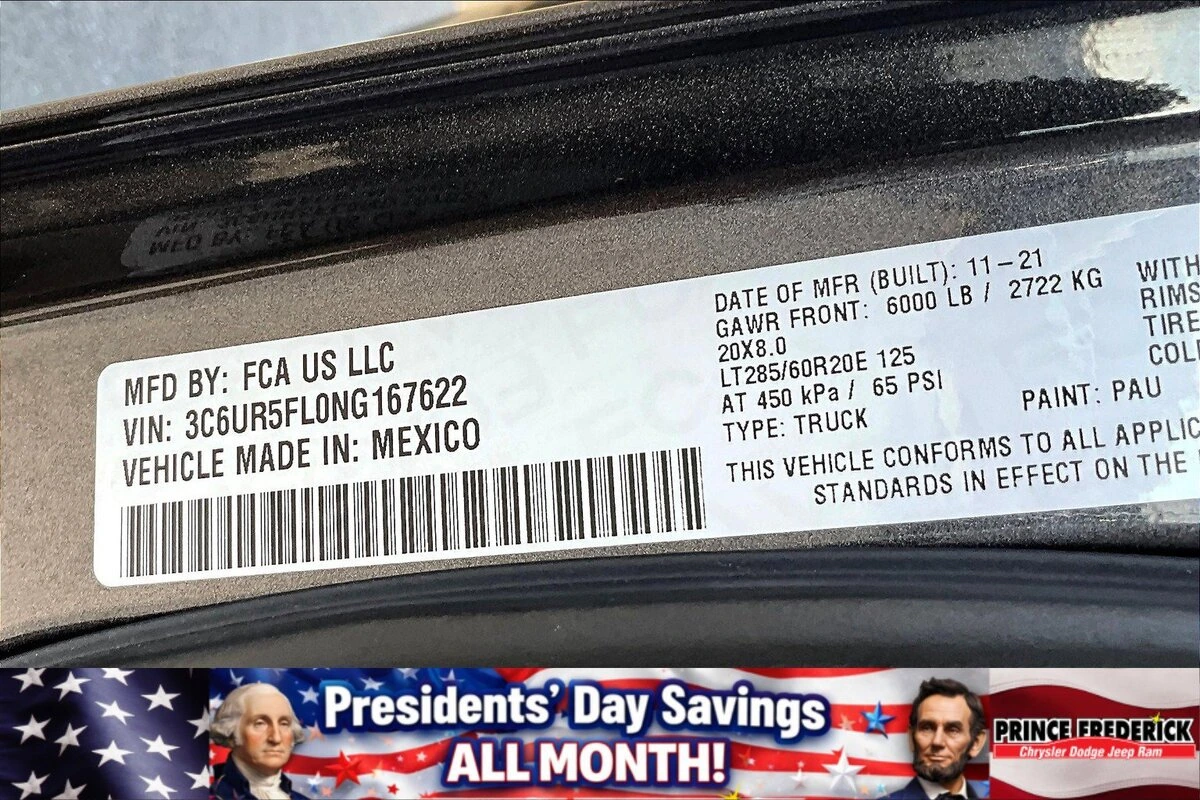 MFD BY: FCA US LLC
VIN: 3C6UR5FL0NG167622
VEHICLE MADE IN: MEXICO
DATE OF MFR (BUILT): 11-21
GAWR FRONT: 6000 LB / 2722 KG
20X8.0
LT285/60R20E 125
AT 450 kPa / 65 PSI
TYPE: TRUCK
PAINT: PAU
WITH
RIMS
TIRE
COL
THIS VEHICLE CONFORMS TO ALL APPLIC
STANDARDS IN EFFECT ON THE
Presidents' Day Savings
ALL MONTH!
PRINCE FREDERICK
Chrysler Dodge Jeep Ram